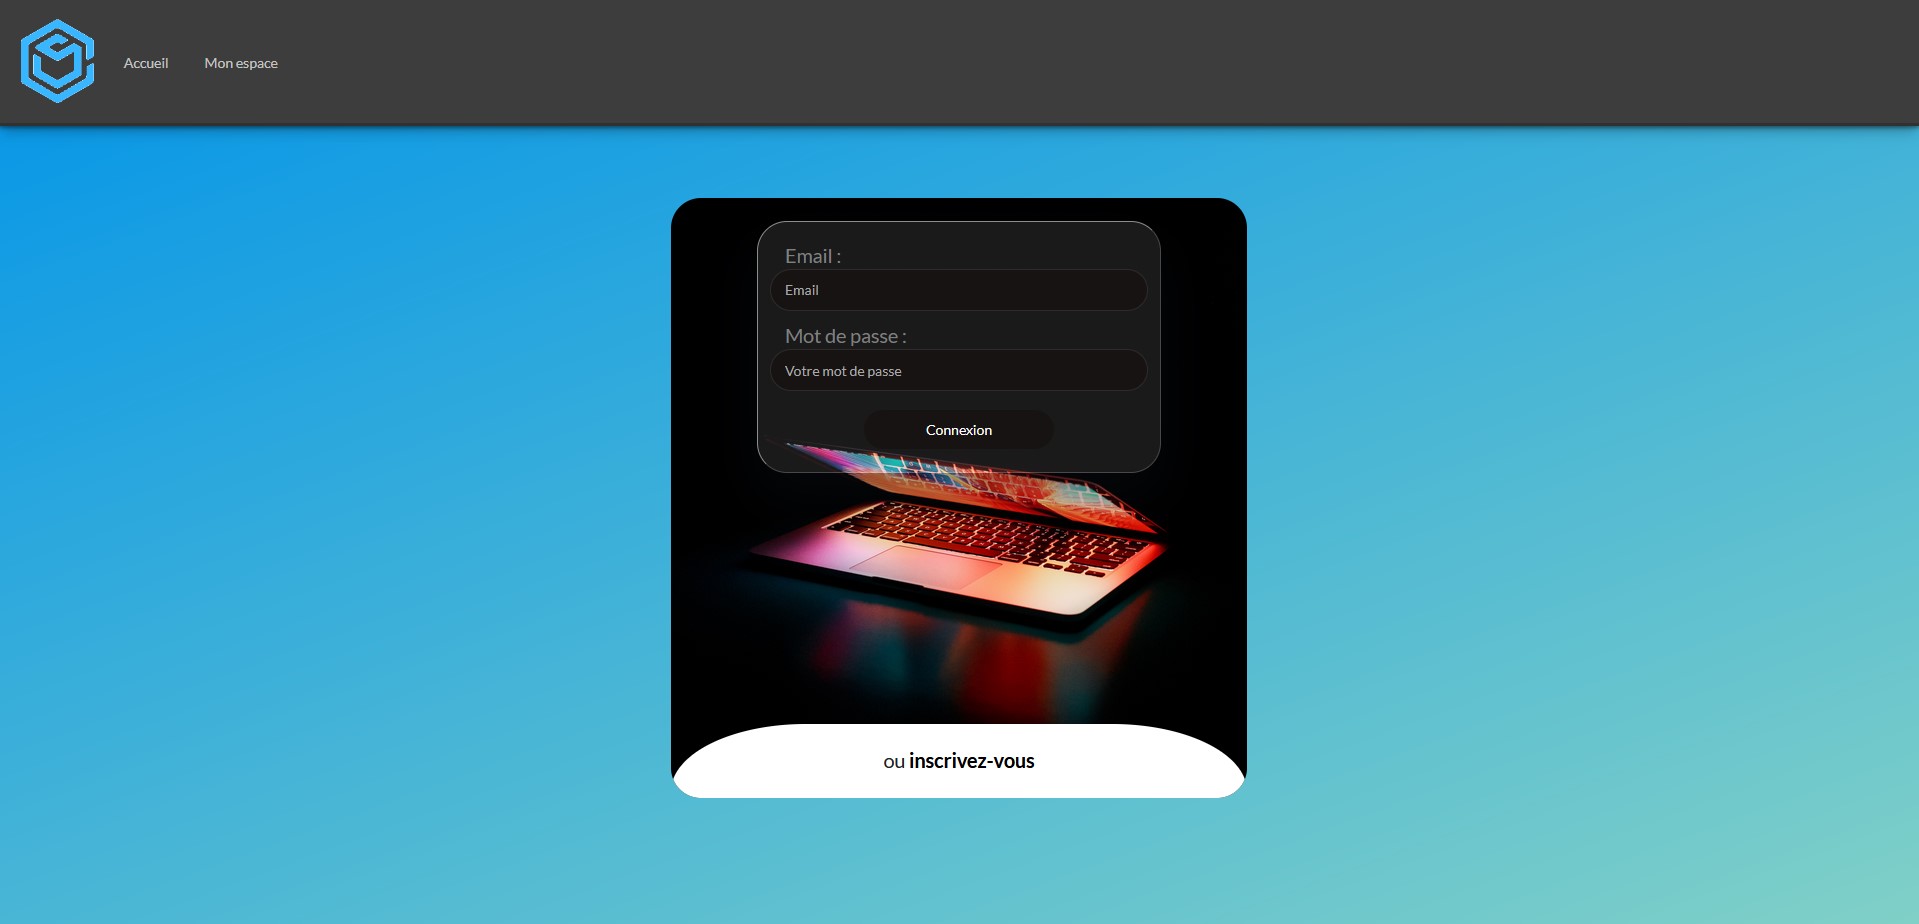 Accueil
Mon espace
Email :
Email
Mot de passe :
Votre mot de passe
Connexion
ou inscrivez-vous